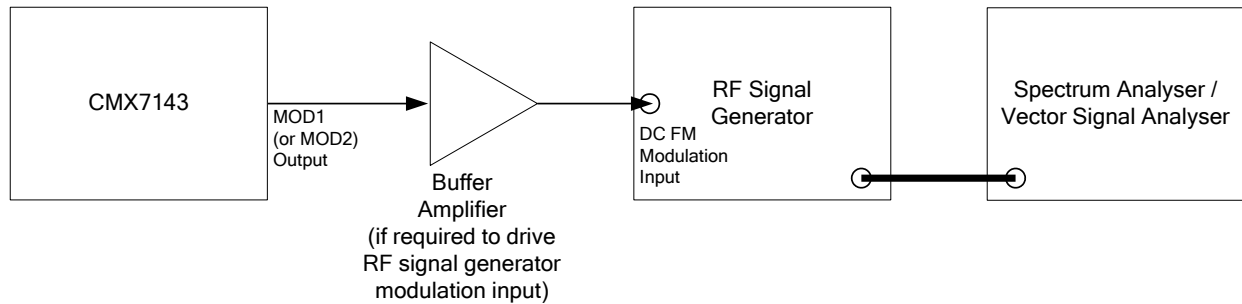 CMX7143
MOD1
(or MOD2)
Output
Buffer
Amplifier
(if required to drive
RF signal generator
modulation input)
RF Signal
Generator
DC FM
Modulation
Input
Spectrum Analyser /
Vector Signal Analyser